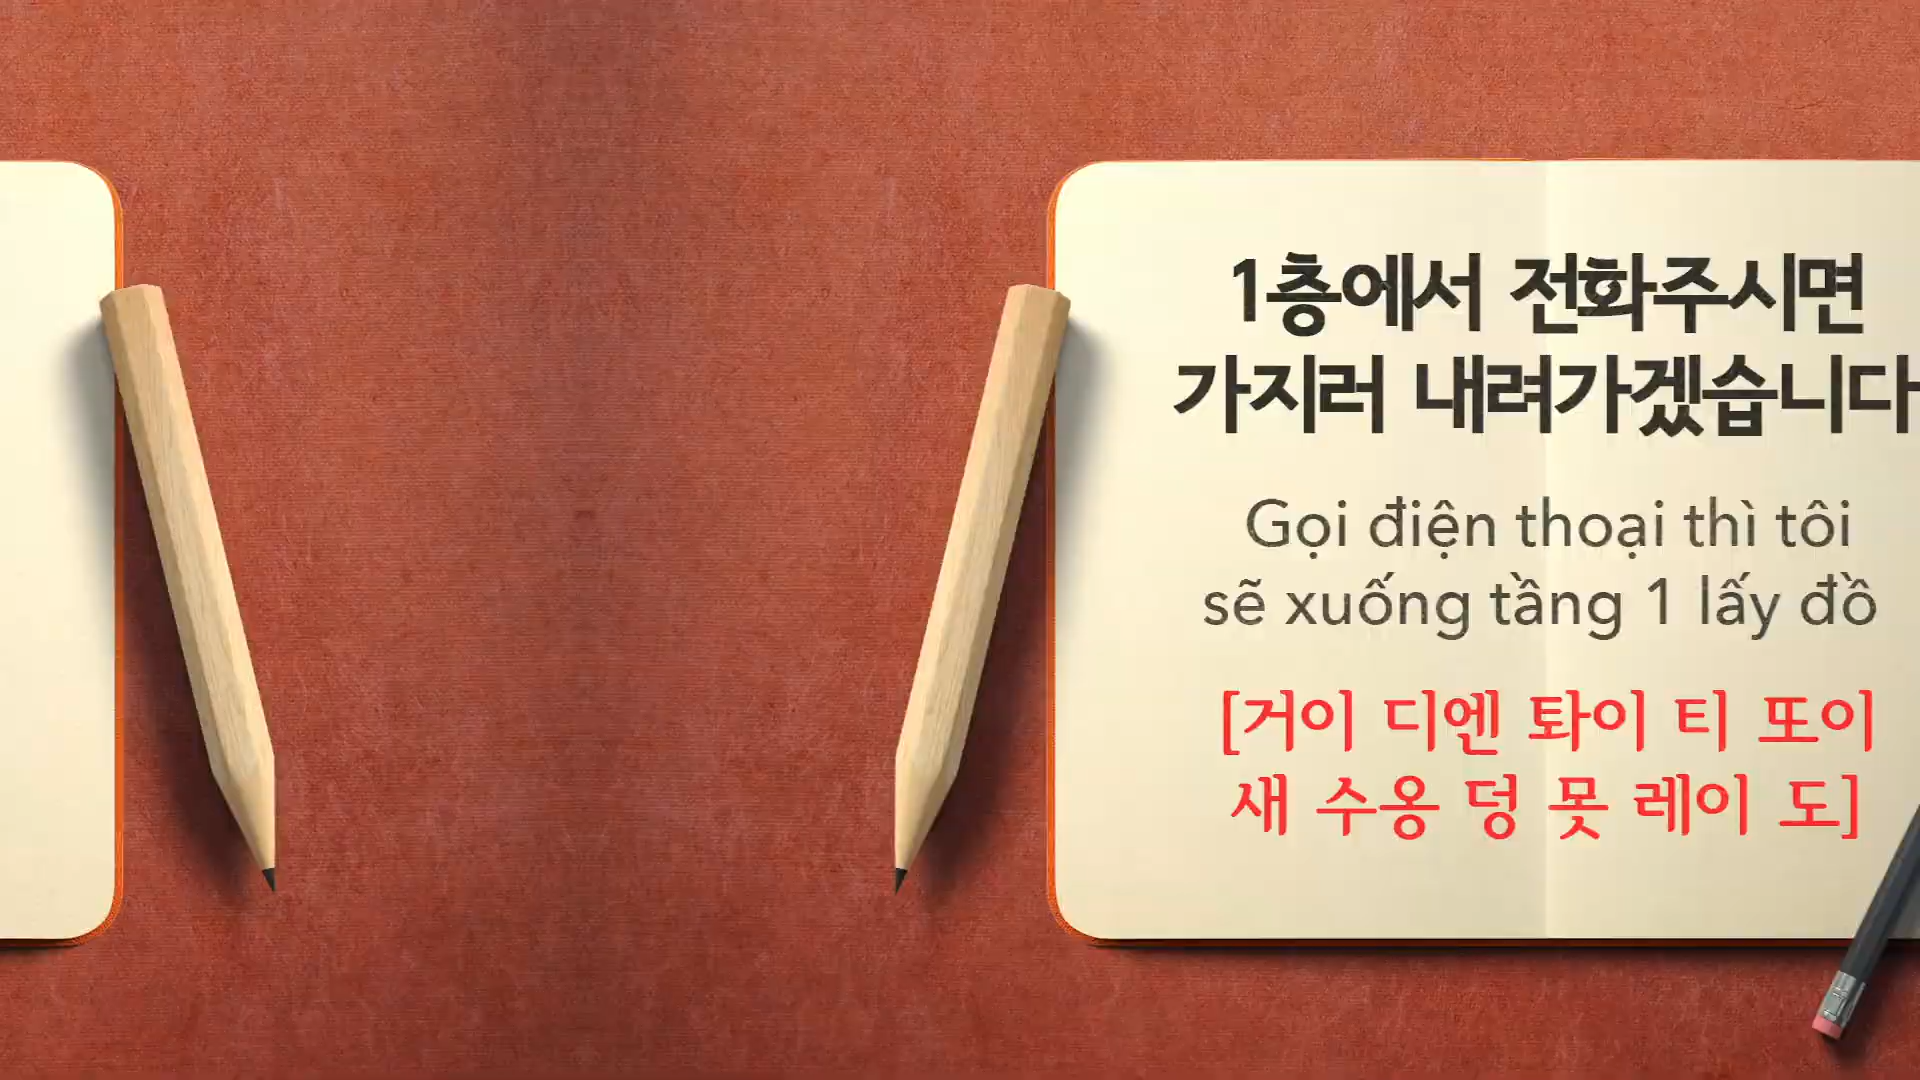 1층에서 전화주시면
가지러 내려가겠습니다
Gọi điện thoại thì tôi
sẽ xuống tầng 1 lấy đồ
[거이 디엔 톼이 티 또이
새 수옹 덩 못 레이 도]